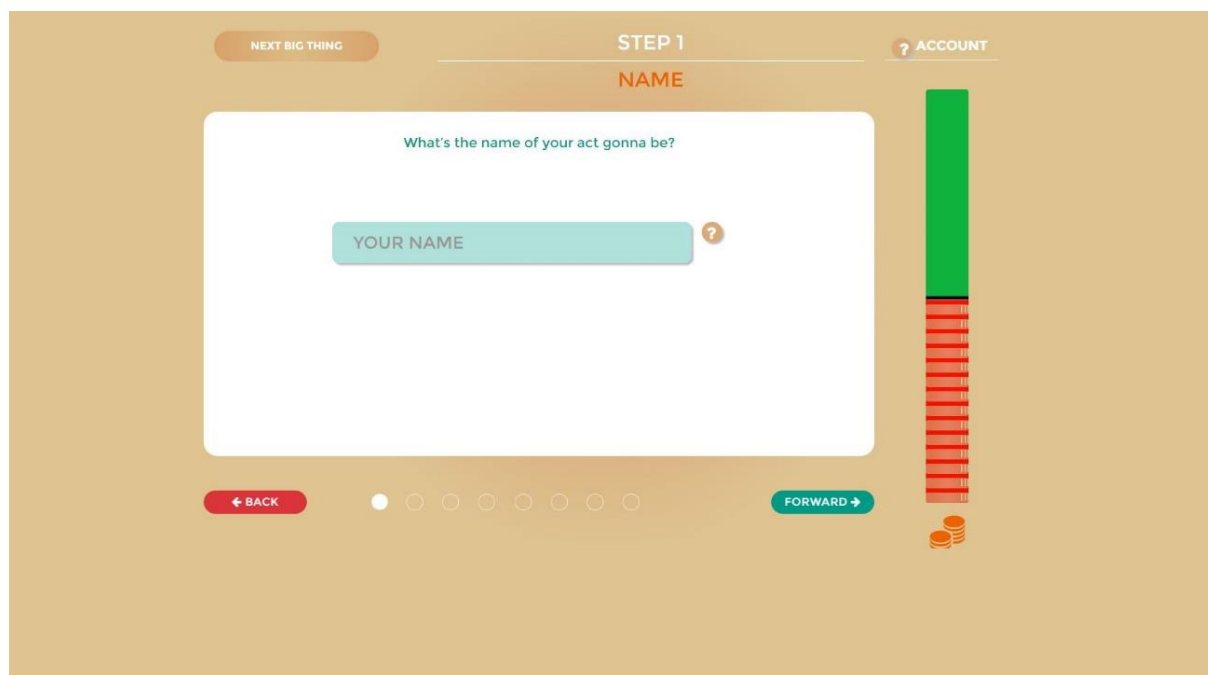 NEXT BIG THING
STEP 1
? ACCOUNT
NAME
What's the name of your act gonna be?
YOUR NAME
?
← BACK
FORWARD →